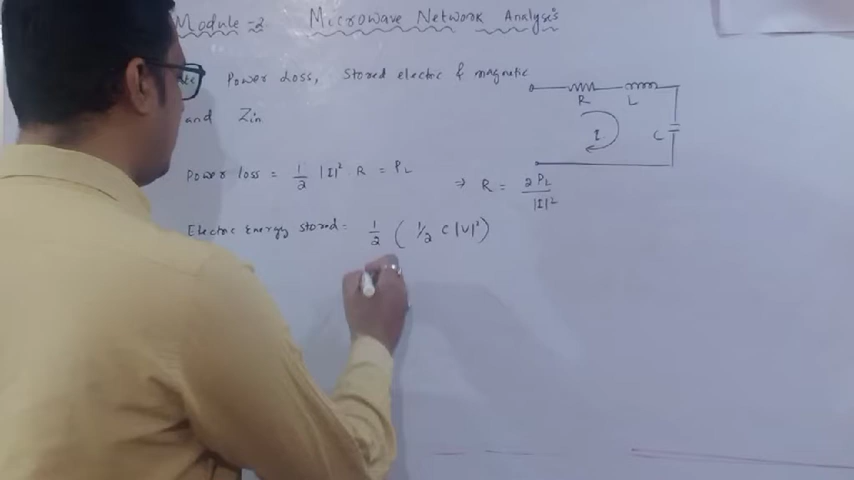 Module -2 Microwave Network Analysis
Power Loss, Stored electric & magnetic
and Zin
R L
I C
Power loss = 1/2 |I|² R = PL ⇒ R = 2PL/|I|²
Electric Energy stored = 1/2 ( 1/2 C |V|²)